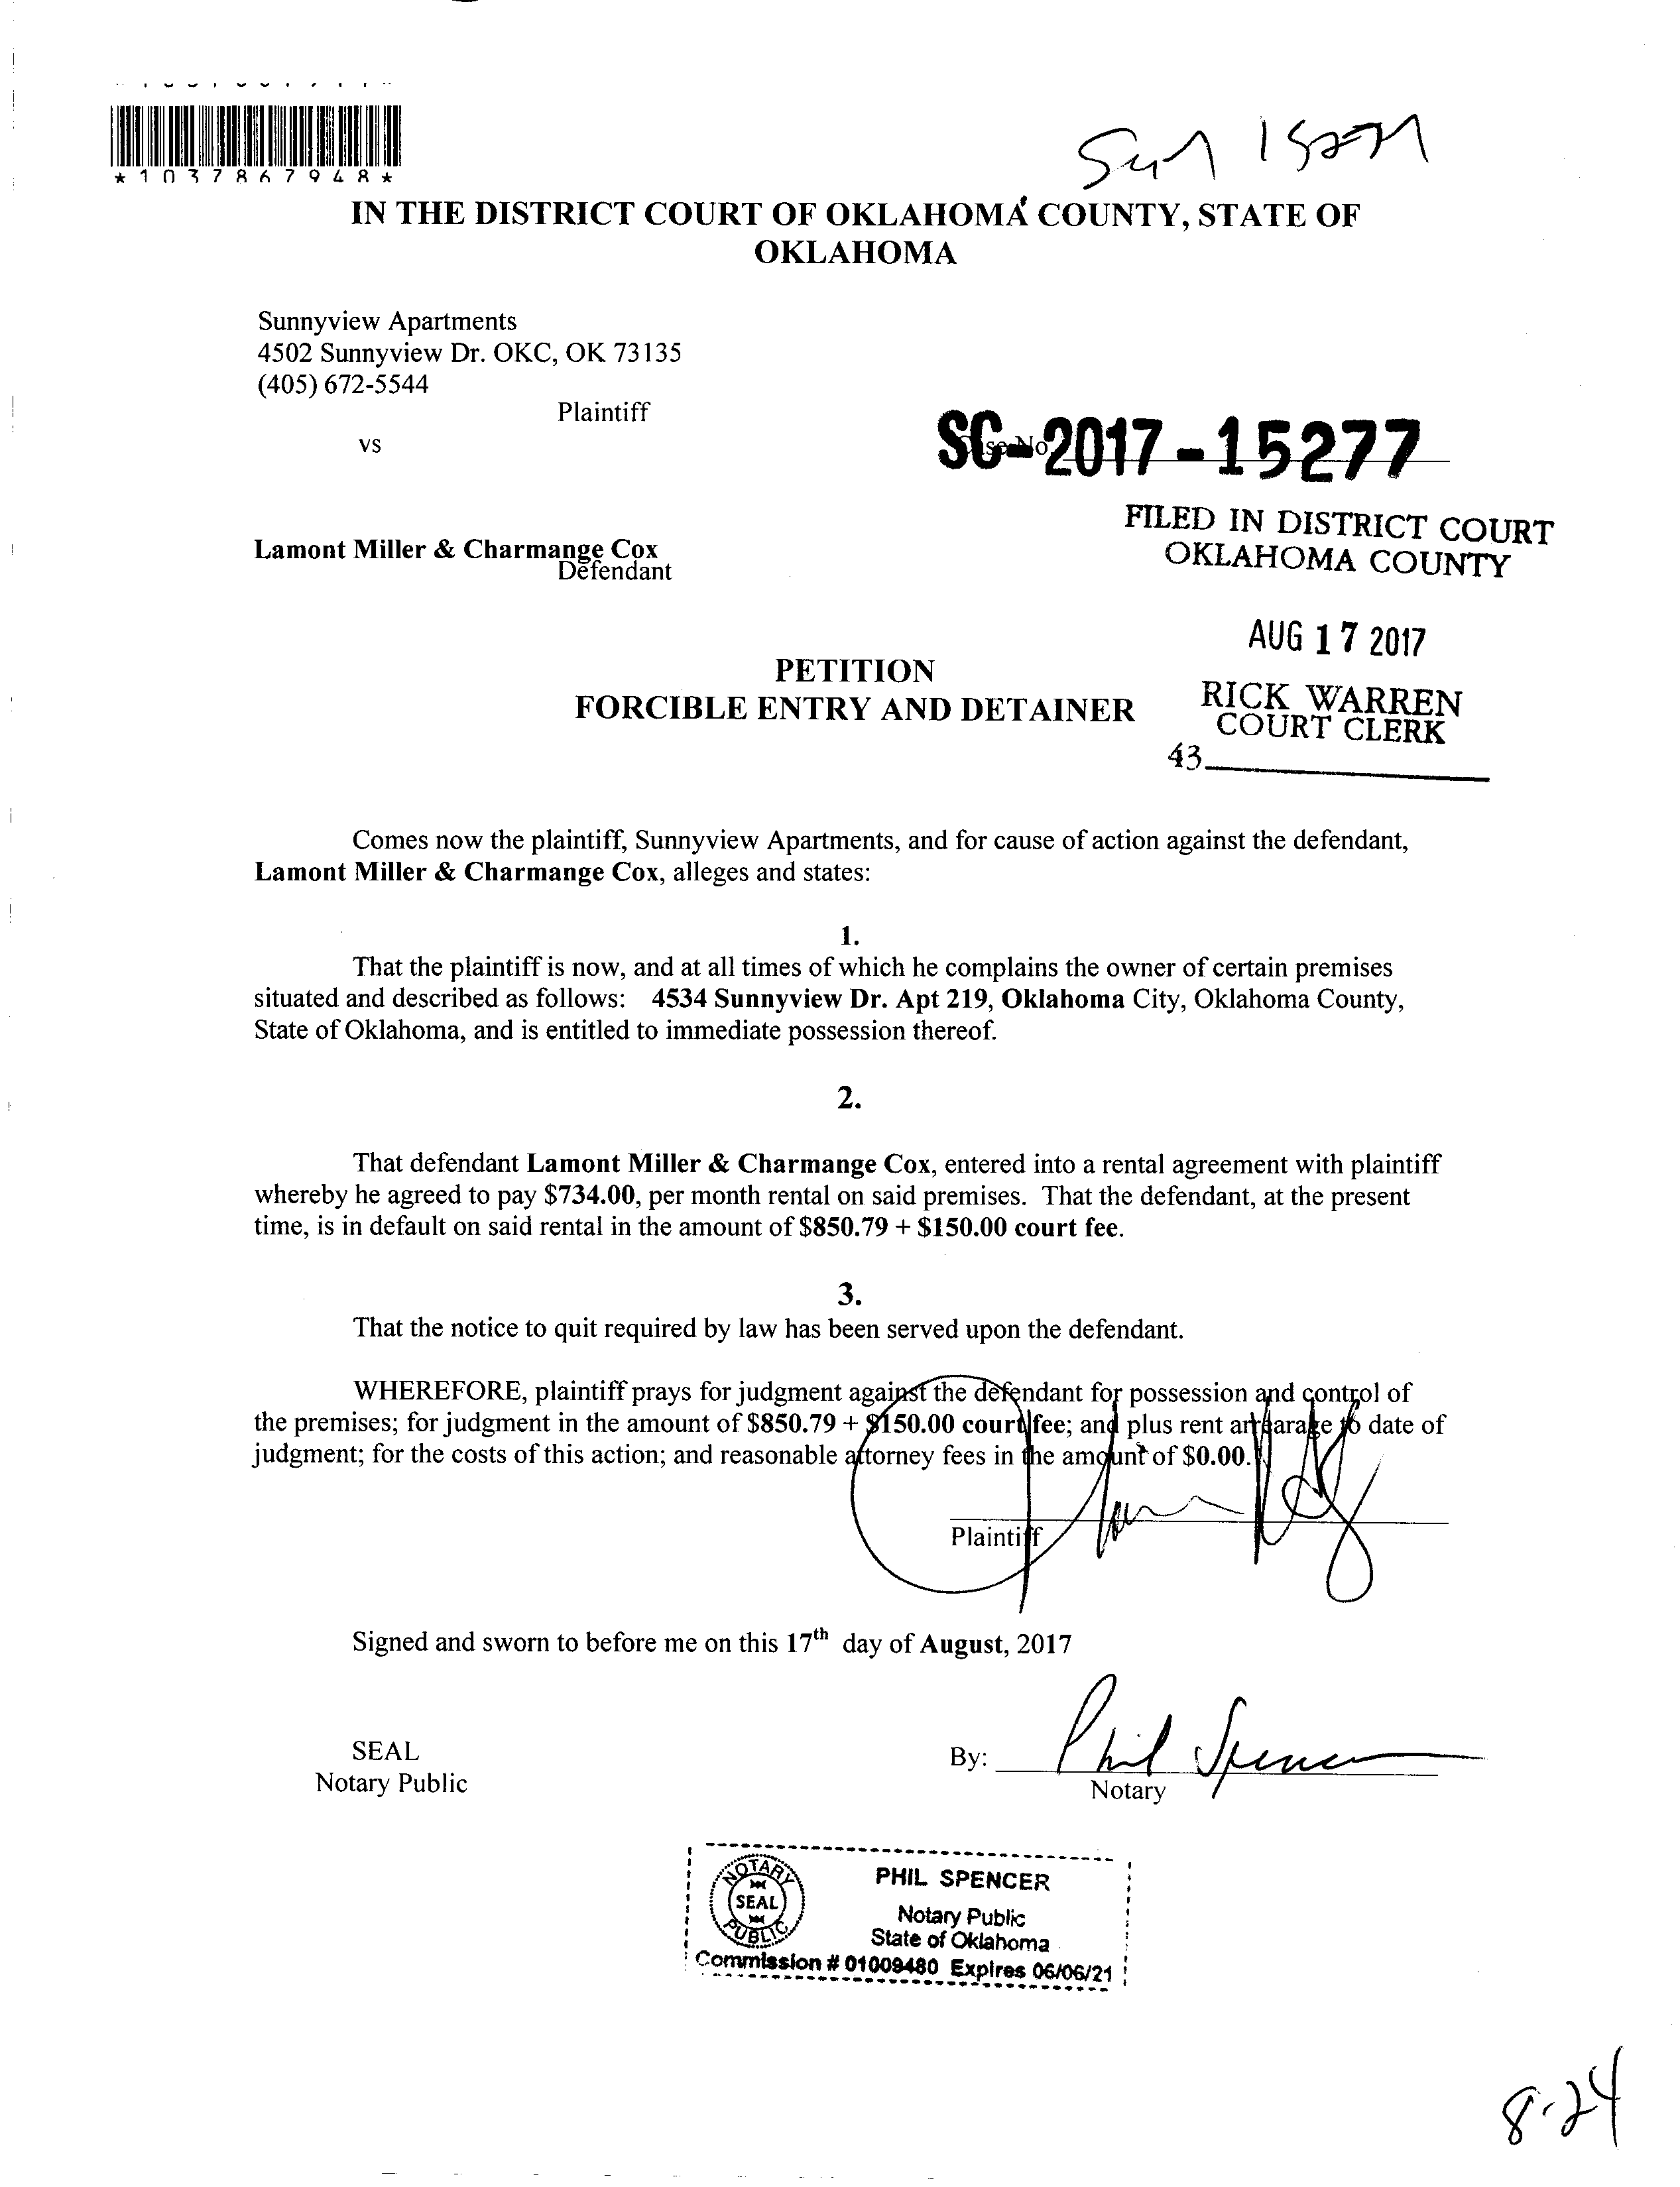 *1037867948*
IN THE DISTRICT COURT OF OKLAHOMA COUNTY, STATE OF
OKLAHOMA
Sunnyview Apartments
4502 Sunnyview Dr. OKC, OK 73135
(405) 672-5544
Plaintiff
vs
Case No.
SC-2017-15277
FILED IN DISTRICT COURT
OKLAHOMA COUNTY
Lamont Miller & Charmange Cox
Defendant
AUG 17 2017
PETITION
FORCIBLE ENTRY AND DETAINER
RICK WARREN
COURT CLERK
43
Comes now the plaintiff, Sunnyview Apartments, and for cause of action against the defendant,
Lamont Miller & Charmange Cox, alleges and states:
1.
That the plaintiff is now, and at all times of which he complains the owner of certain premises
situated and described as follows: 4534 Sunnyview Dr. Apt 219, Oklahoma City, Oklahoma County,
State of Oklahoma, and is entitled to immediate possession thereof.
2.
That defendant Lamont Miller & Charmange Cox, entered into a rental agreement with plaintiff
whereby he agreed to pay $734.00, per month rental on said premises. That the defendant, at the present
time, is in default on said rental in the amount of $850.79 + $150.00 court fee.
3.
That the notice to quit required by law has been served upon the defendant.
WHEREFORE, plaintiff prays for judgment against the defendant for possession and control of
the premises; for judgment in the amount of $850.79 + $150.00 court fee; and plus rent arrearage to date of
judgment; for the costs of this action; and reasonable attorney fees in the amount of $0.00.
Plaintiff
Signed and sworn to before me on this 17th day of August, 2017
SEAL
Notary Public
By: Phil Spencer
Notary
NOTARY
SEAL
PUBLIC
PHIL SPENCER
Notary Public
State of Oklahoma
Commission # 01009480 Expires 06/06/21
8-24